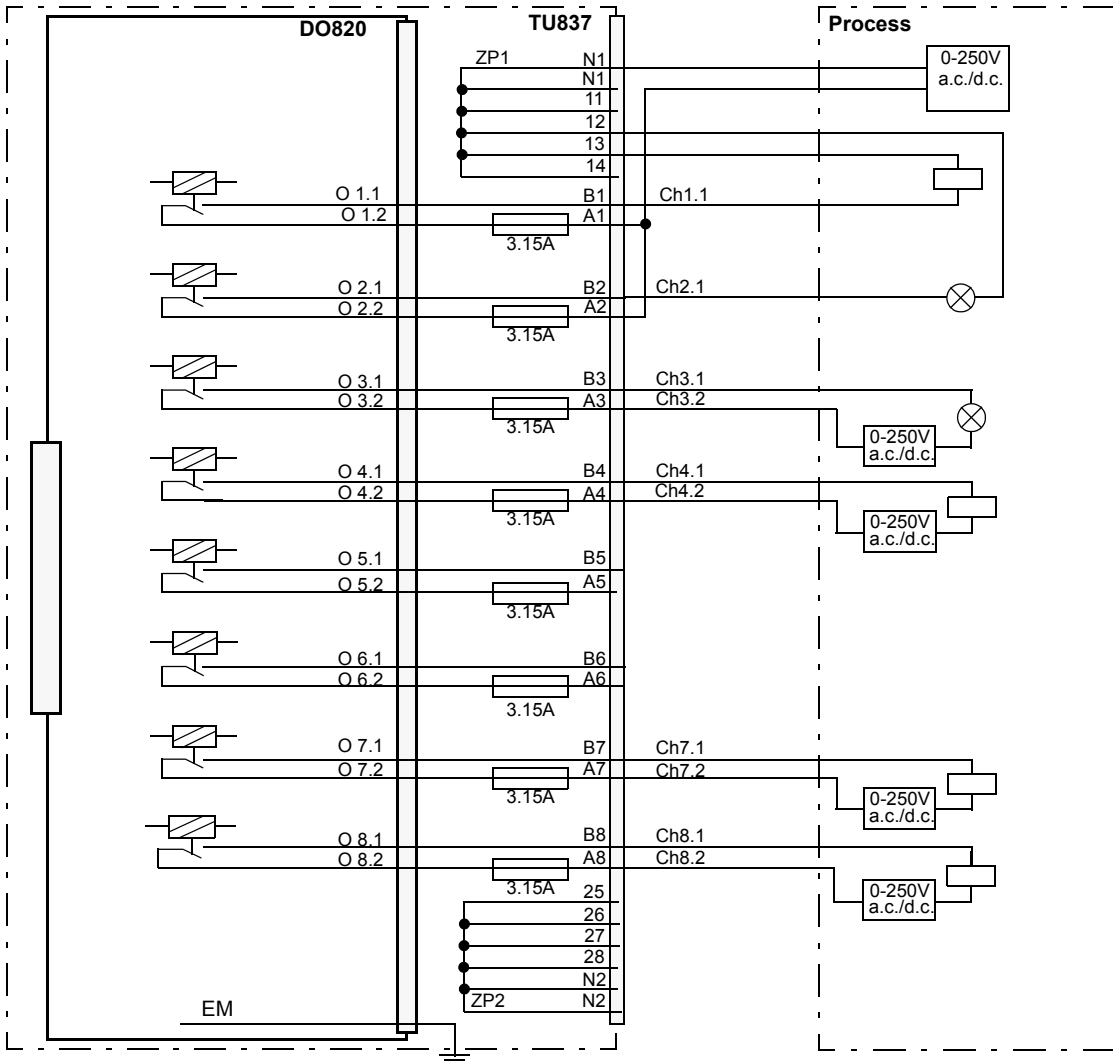 DO820
TU837
Process
ZP1
N1
N1
11
12
13
14
0-250V
a.c./d.c.
O 1.1
B1
Ch1.1
O 1.2
A1
3.15A
O 2.1
B2
Ch2.1
O 2.2
A2
3.15A
O 3.1
B3
Ch3.1
O 3.2
A3
Ch3.2
3.15A
0-250V
a.c./d.c.
O 4.1
B4
Ch4.1
O 4.2
A4
Ch4.2
3.15A
0-250V
a.c./d.c.
O 5.1
B5
O 5.2
A5
3.15A
O 6.1
B6
O 6.2
A6
3.15A
O 7.1
B7
Ch7.1
O 7.2
A7
Ch7.2
3.15A
0-250V
a.c./d.c.
O 8.1
B8
Ch8.1
O 8.2
A8
Ch8.2
3.15A
0-250V
a.c./d.c.
25
26
27
28
N2
ZP2
N2
EM